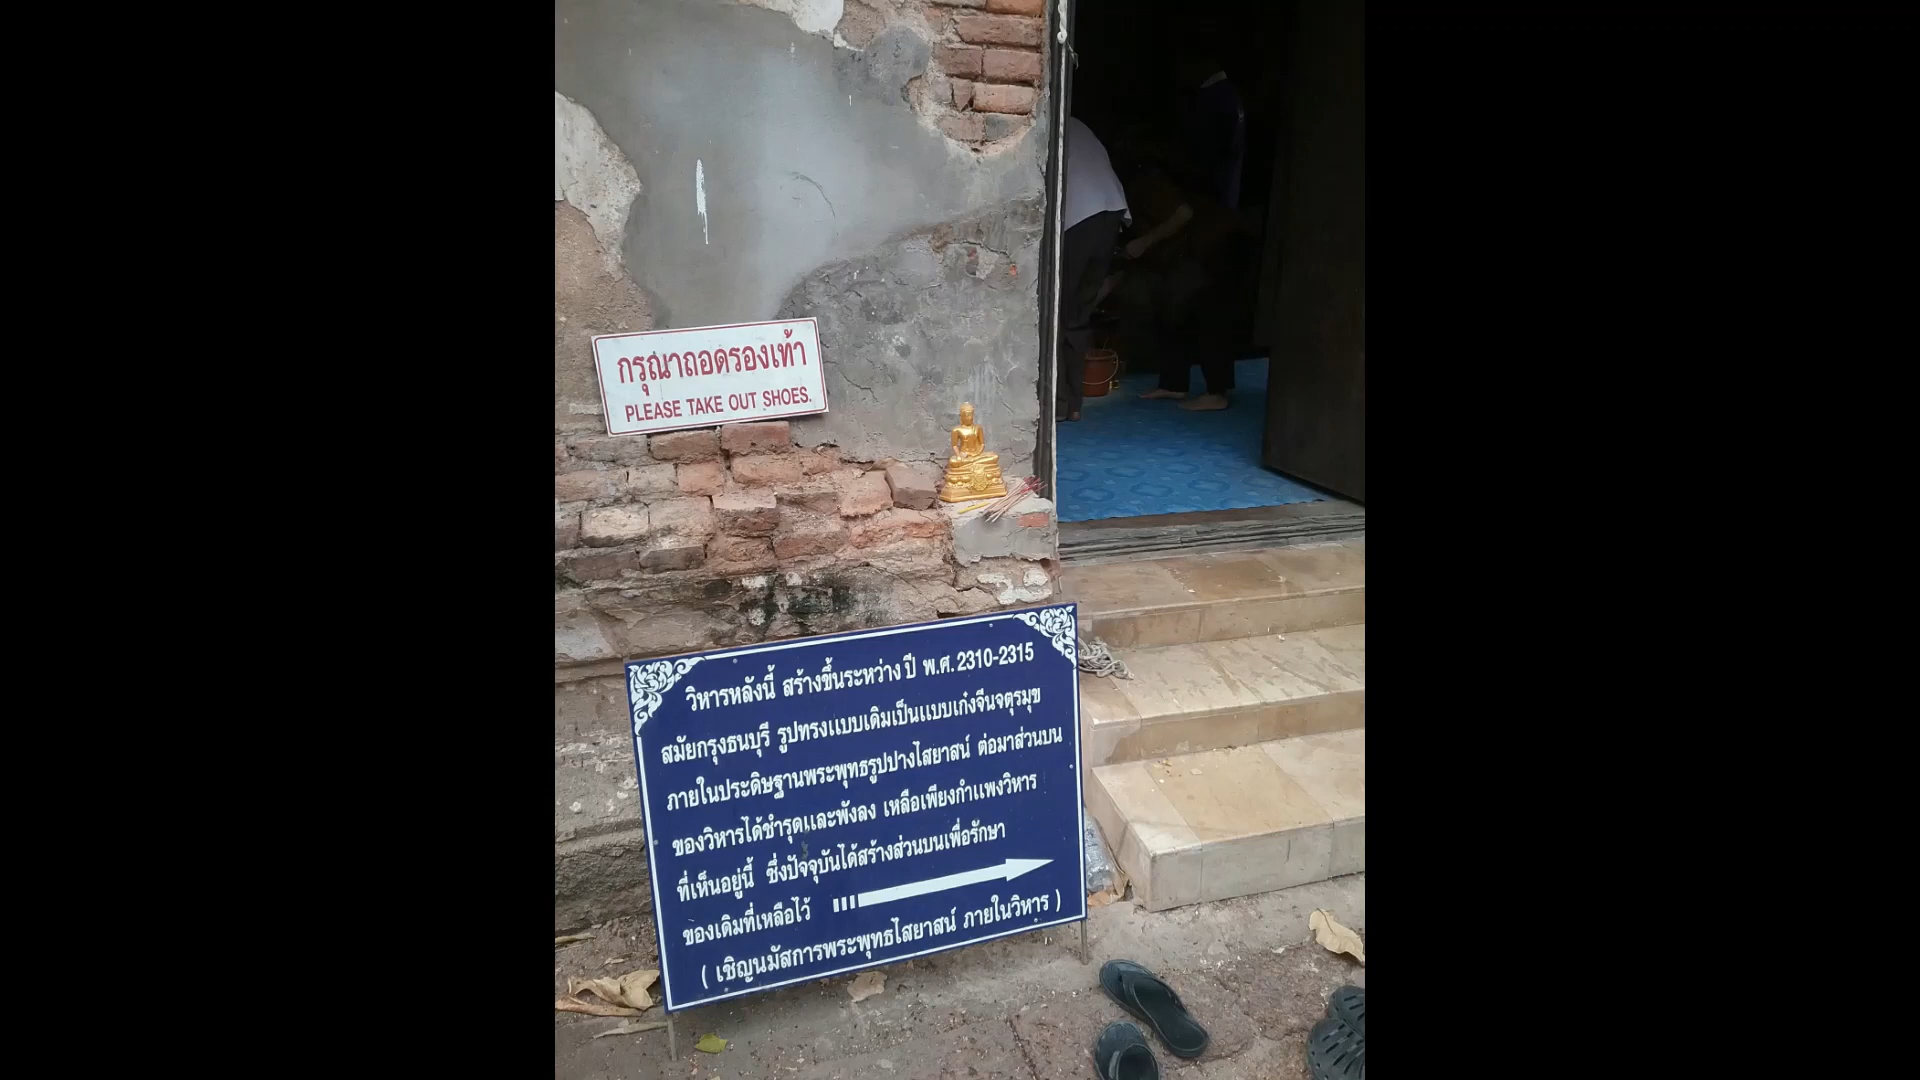 กรุณาถอดรองเท้า
PLEASE TAKE OUT SHOES.
วิหารหลังนี้ สร้างขึ้นระหว่าง ปี พ.ศ. 2310-2315
สมัยกรุงธนบุรี รูปทรงแบบเดิมเป็นแบบเก๋งจีนจตุรมุข
ภายในประดิษฐานพระพุทธรูปปางไสยาสน์ ต่อมาส่วนบน
ของวิหารได้ชำรุดและพังลง เหลือเพียงกำแพงวิหาร
ที่เห็นอยู่นี้ ซึ่งปัจจุบันได้สร้างส่วนบนเพื่อรักษา
ของเดิมที่เหลือไว้
( เชิญนมัสการพระพุทธไสยาสน์ ภายในวิหาร )